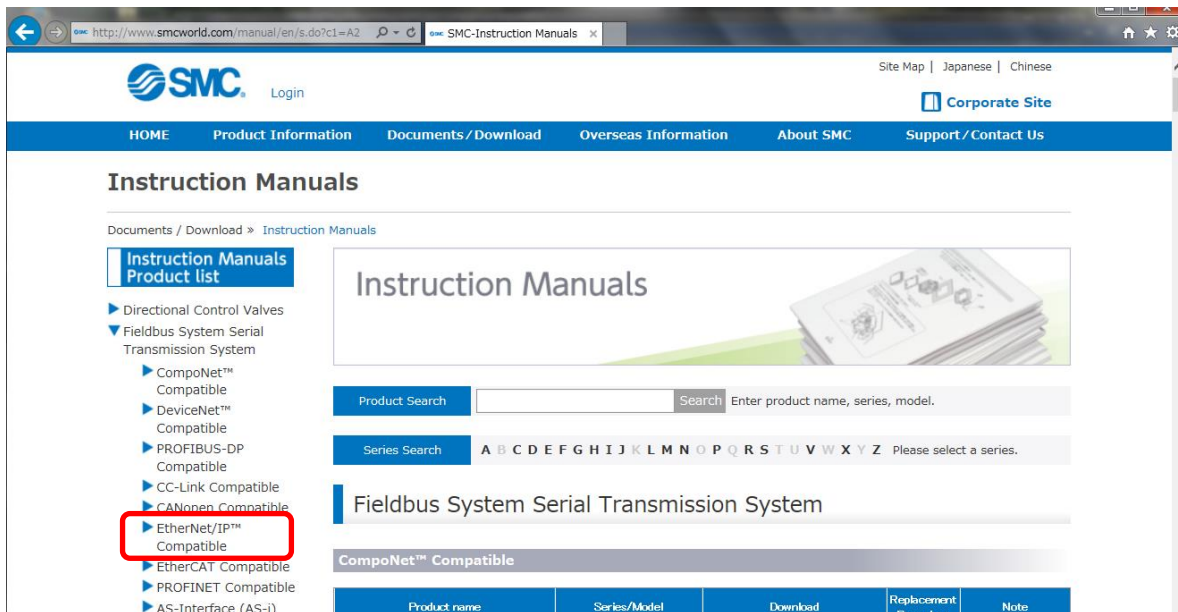 http://www.smcworld.com/manual/en/s.do?c1=A2
SMC-Instruction Manuals
Site Map | Japanese | Chinese
SMC.
Login
Corporate Site
HOME Product Information Documents/Download Overseas Information About SMC Support/Contact Us
Instruction Manuals
Documents / Download » Instruction Manuals
Instruction Manuals
Product list
Directional Control Valves
Fieldbus System Serial
Transmission System
CompoNet™
Compatible
DeviceNet™
Compatible
PROFIBUS-DP
Compatible
CC-Link Compatible
CANopen Compatible
EtherNet/IP™
Compatible
EtherCAT Compatible
PROFINET Compatible
AS-Interface (AS-i)
Instruction Manuals
Product Search Search Enter product name, series, model.
Series Search A B C D E F G H I J K L M N O P Q R S T U V W X Y Z Please select a series.
Fieldbus System Serial Transmission System
CompoNet™ Compatible
Product name Series/Model Download Replacement Note